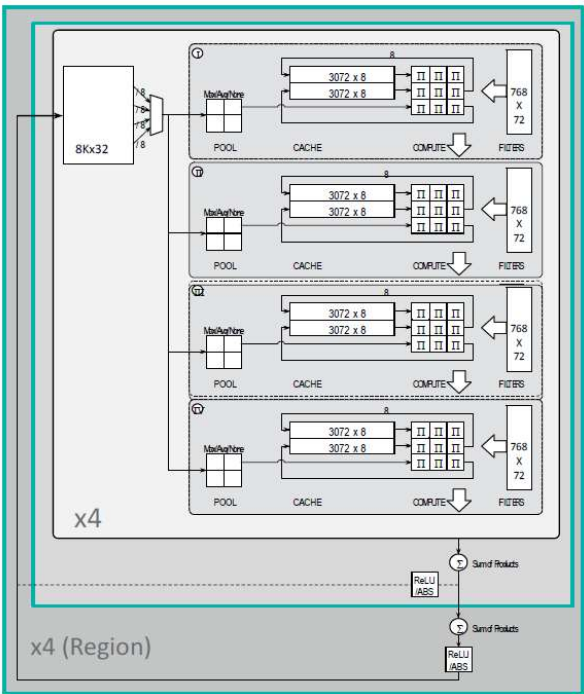 I
8
Max/Avg/None
3072 x 8
3072 x 8
Π Π Π
Π Π Π
Π Π Π
768
X
72
POOL CACHE COMPUTE FILTERS
/ 8
/ 8
/ 8
/ 8
8Kx32
II
8
Max/Avg/None
3072 x 8
3072 x 8
Π Π Π
Π Π Π
Π Π Π
768
X
72
POOL CACHE COMPUTE FILTERS
III
8
Max/Avg/None
3072 x 8
3072 x 8
Π Π Π
Π Π Π
Π Π Π
768
X
72
POOL CACHE COMPUTE FILTERS
IV
8
Max/Avg/None
3072 x 8
3072 x 8
Π Π Π
Π Π Π
Π Π Π
768
X
72
POOL CACHE COMPUTE FILTERS
x4
Σ Sum of Products
ReLU
/ABS
Σ Sum of Products
x4 (Region)
ReLU
/ABS